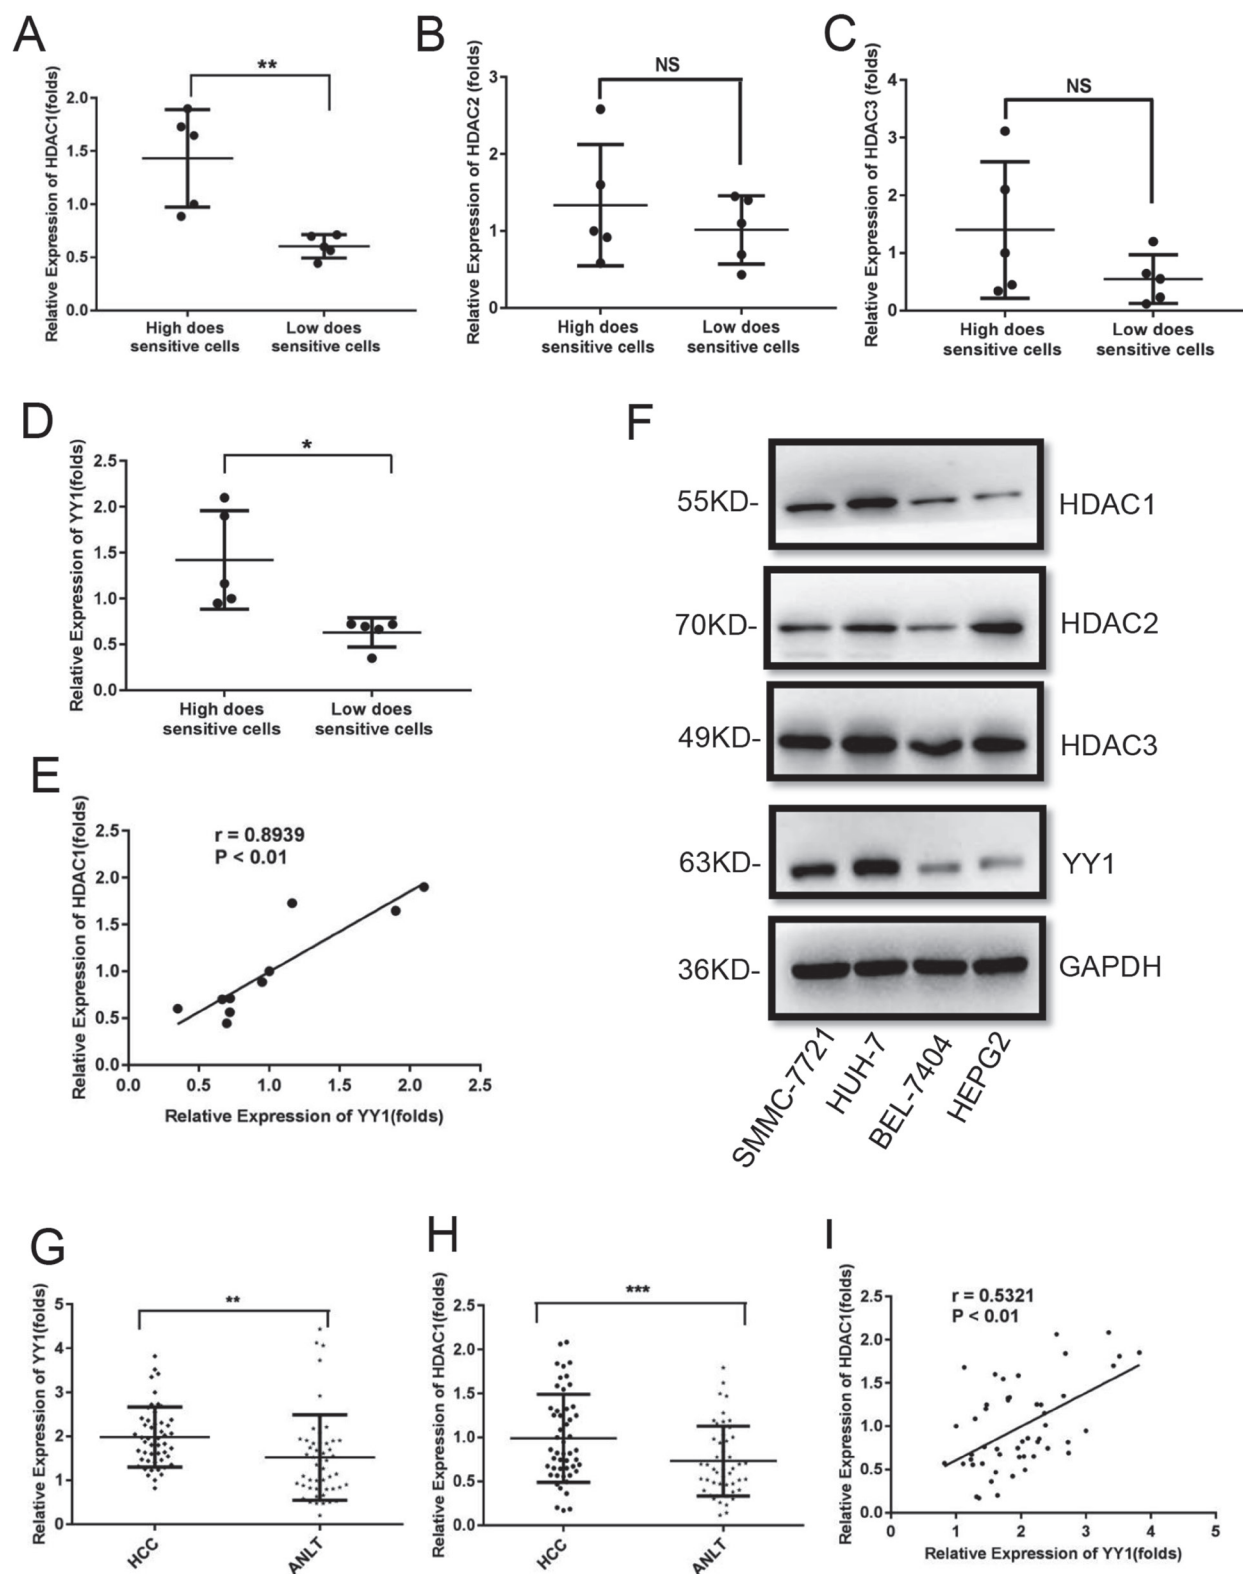 A
Relative Expression of HDAC1(folds)
**
2.0
1.5
1.0
0.5
0.0
High does
sensitive cells
Low does
sensitive cells
B
Relative Expression of HDAC2 (folds)
NS
3
2
1
0
High does
sensitive cells
Low does
sensitive cells
C
Relative Expression of HDAC3 (folds)
NS
4
3
2
1
0
High does
sensitive cells
Low does
sensitive cells
D
Relative Expression of YY1(folds)
*
2.5
2.0
1.5
1.0
0.5
0.0
High does
sensitive cells
Low does
sensitive cells
E
Relative Expression of HDAC1(folds)
r = 0.8939
P < 0.01
2.5
2.0
1.5
1.0
0.5
0.0
0.0 0.5 1.0 1.5 2.0 2.5
Relative Expression of YY1(folds)
F
55KD- HDAC1
70KD- HDAC2
49KD- HDAC3
63KD- YY1
36KD- GAPDH
SMMC-7721
HUH-7
BEL-7404
HEPG2
G
Relative Expression of YY1(folds)
**
5
4
3
2
1
0
HCC
ANLT
H
Relative Expression of HDAC1(folds)
***
2.5
2.0
1.5
1.0
0.5
0.0
HCC
ANLT
I
Relative Expression of HDAC1(folds)
r = 0.5321
P < 0.01
2.5
2.0
1.5
1.0
0.5
0.0
0 1 2 3 4 5
Relative Expression of YY1(folds)